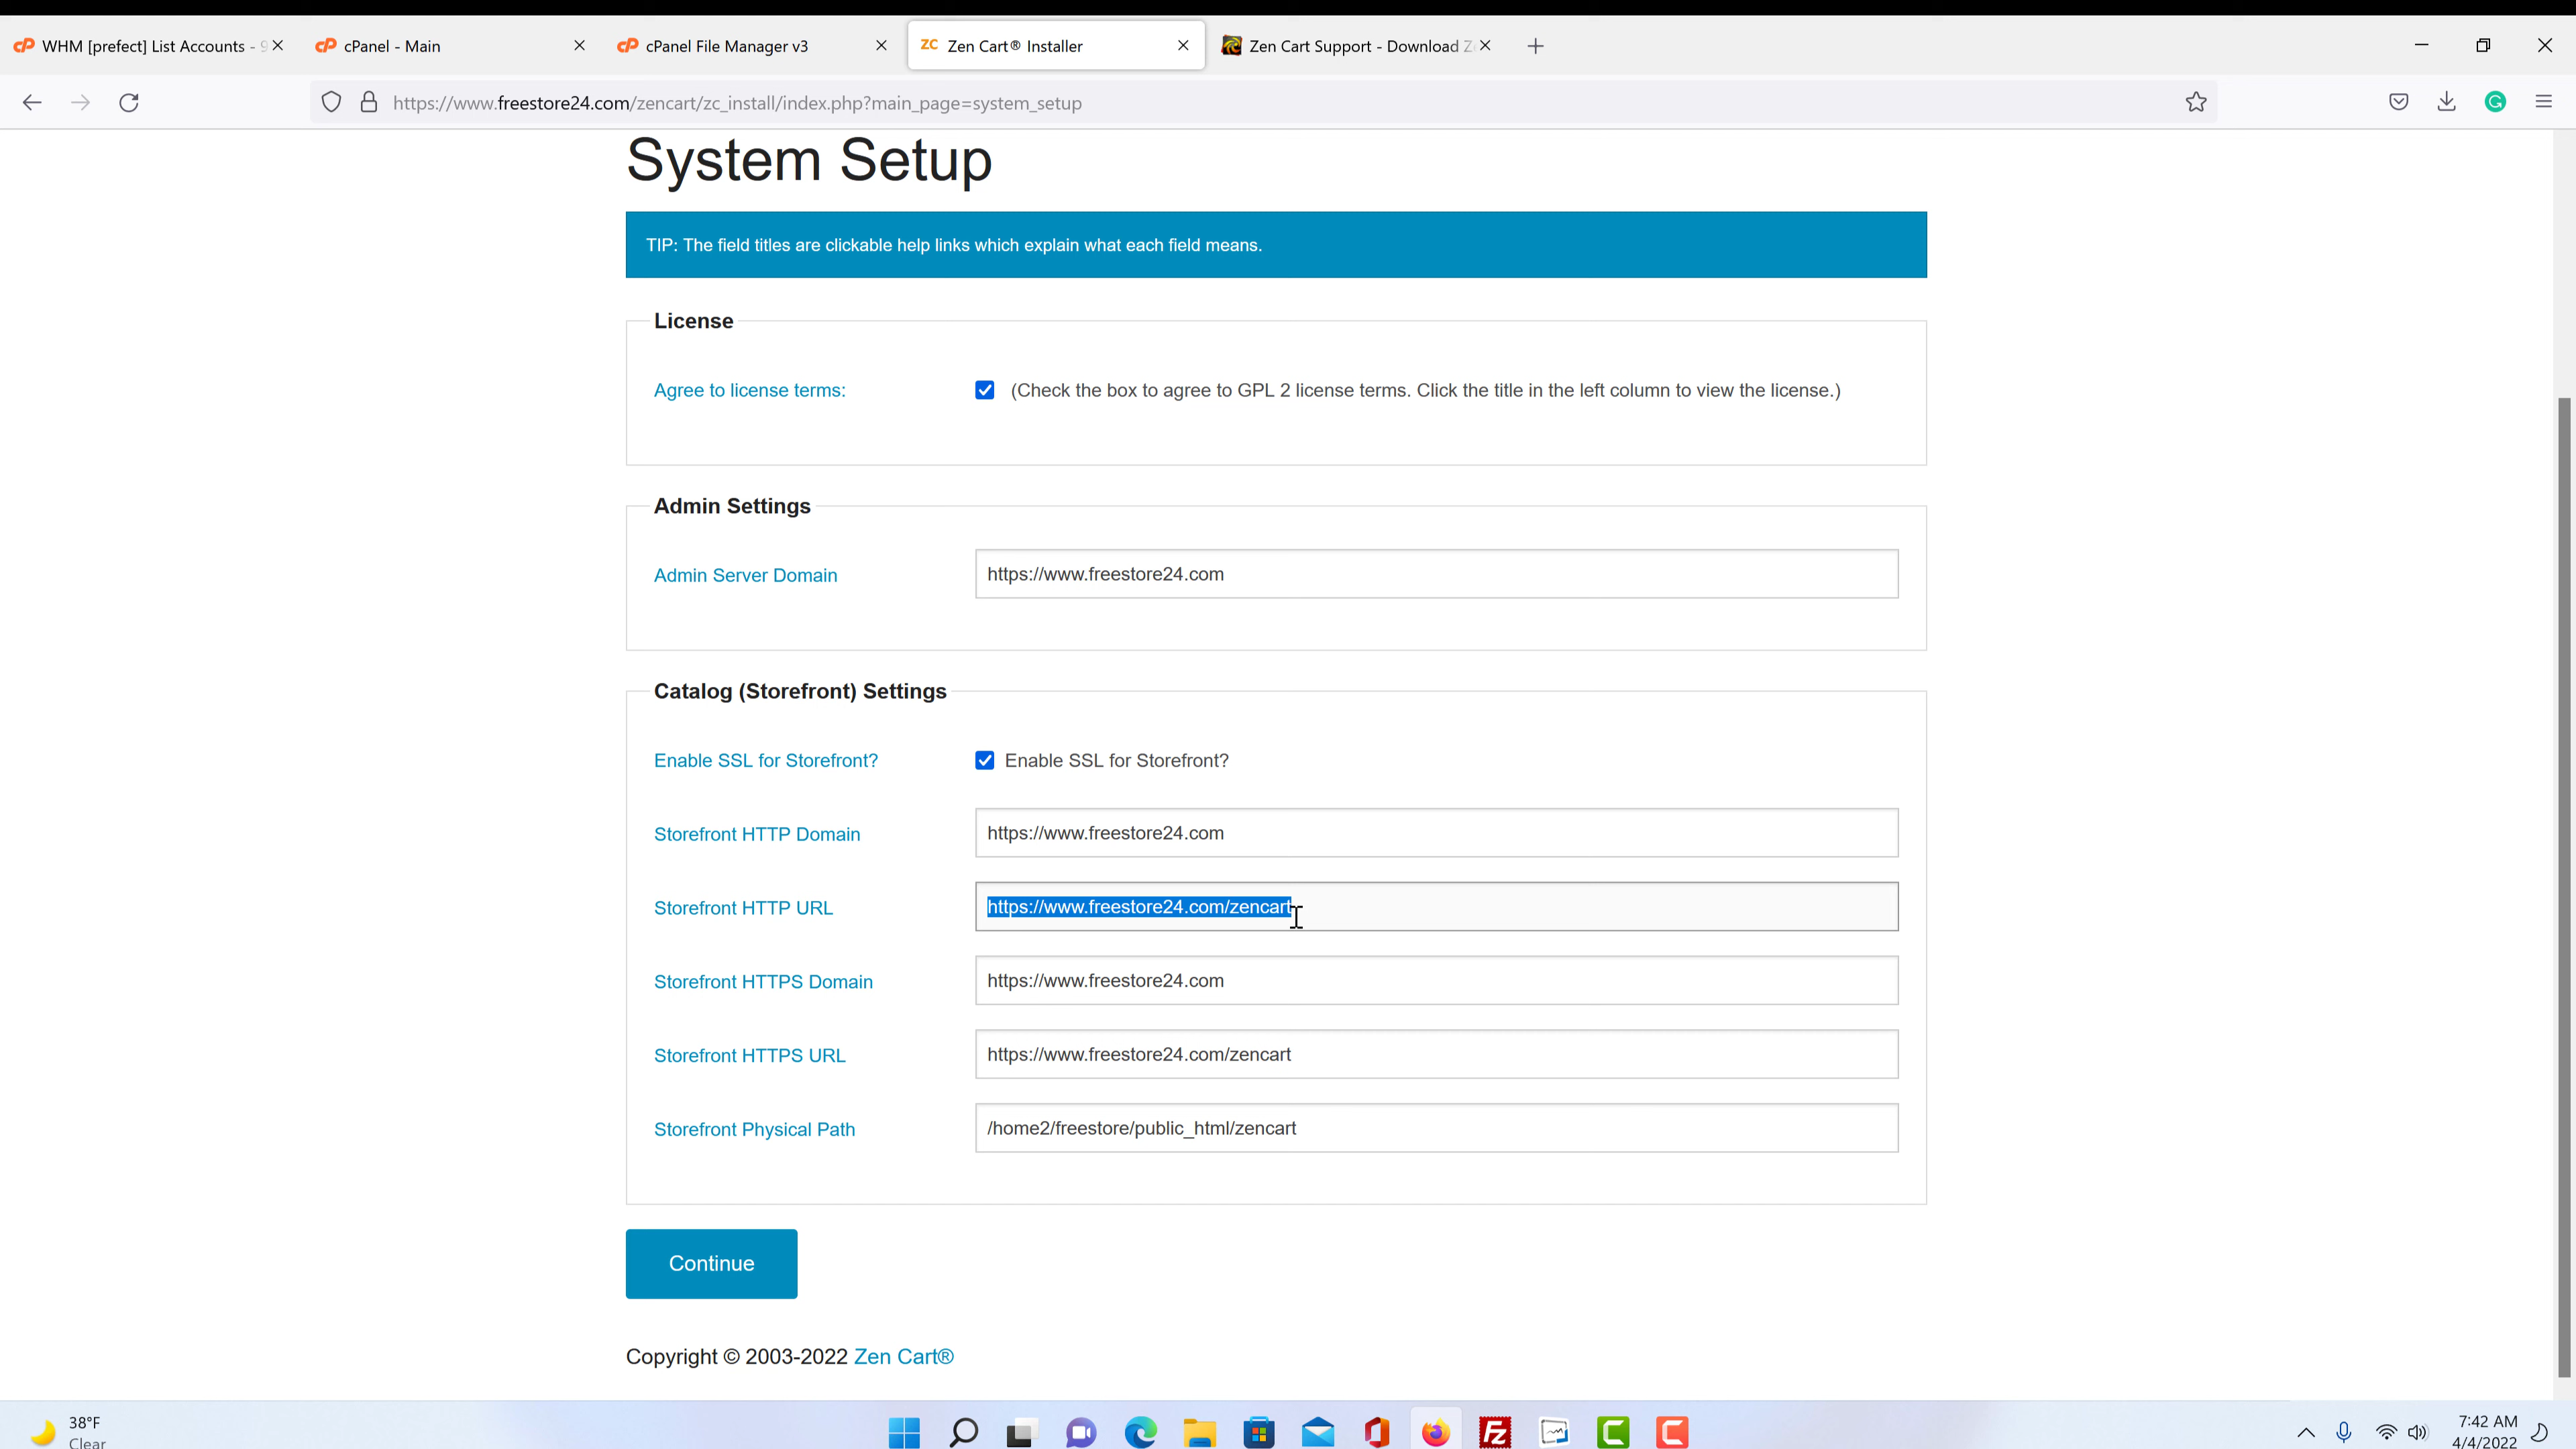 WHM [prefect] List Accounts - 9
cPanel - Main
cPanel File Manager v3
ZC Zen Cart® Installer
Zen Cart Support - Download Z
https://www.freestore24.com/zencart/zc_install/index.php?main_page=system_setup
System Setup
TIP: The field titles are clickable help links which explain what each field means.
License
Agree to license terms: (Check the box to agree to GPL 2 license terms. Click the title in the left column to view the license.)
Admin Settings
Admin Server Domain https://www.freestore24.com
Catalog (Storefront) Settings
Enable SSL for Storefront? Enable SSL for Storefront?
Storefront HTTP Domain https://www.freestore24.com
Storefront HTTP URL https://www.freestore24.com/zencart
Storefront HTTPS Domain https://www.freestore24.com
Storefront HTTPS URL https://www.freestore24.com/zencart
Storefront Physical Path /home2/freestore/public_html/zencart
Continue
Copyright © 2003-2022 Zen Cart®
38°F
Clear
7:42 AM
4/4/2022